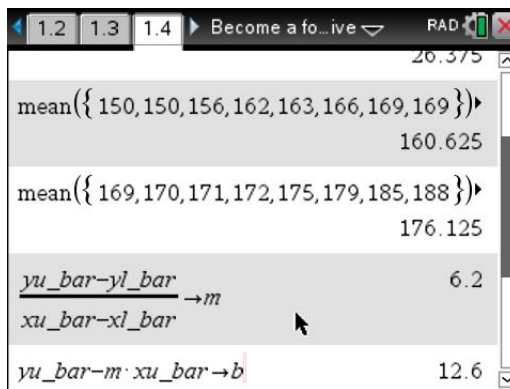 1.2 1.3 1.4 Become a fo...ive RAD
26.375
mean({150,150,156,162,163,166,169,169})▸
160.625
mean({169,170,171,172,175,179,185,188})▸
176.125
yu_bar−yl_bar
xu_bar−xl_bar
→m
6.2
yu_bar−m·xu_bar→b 12.6